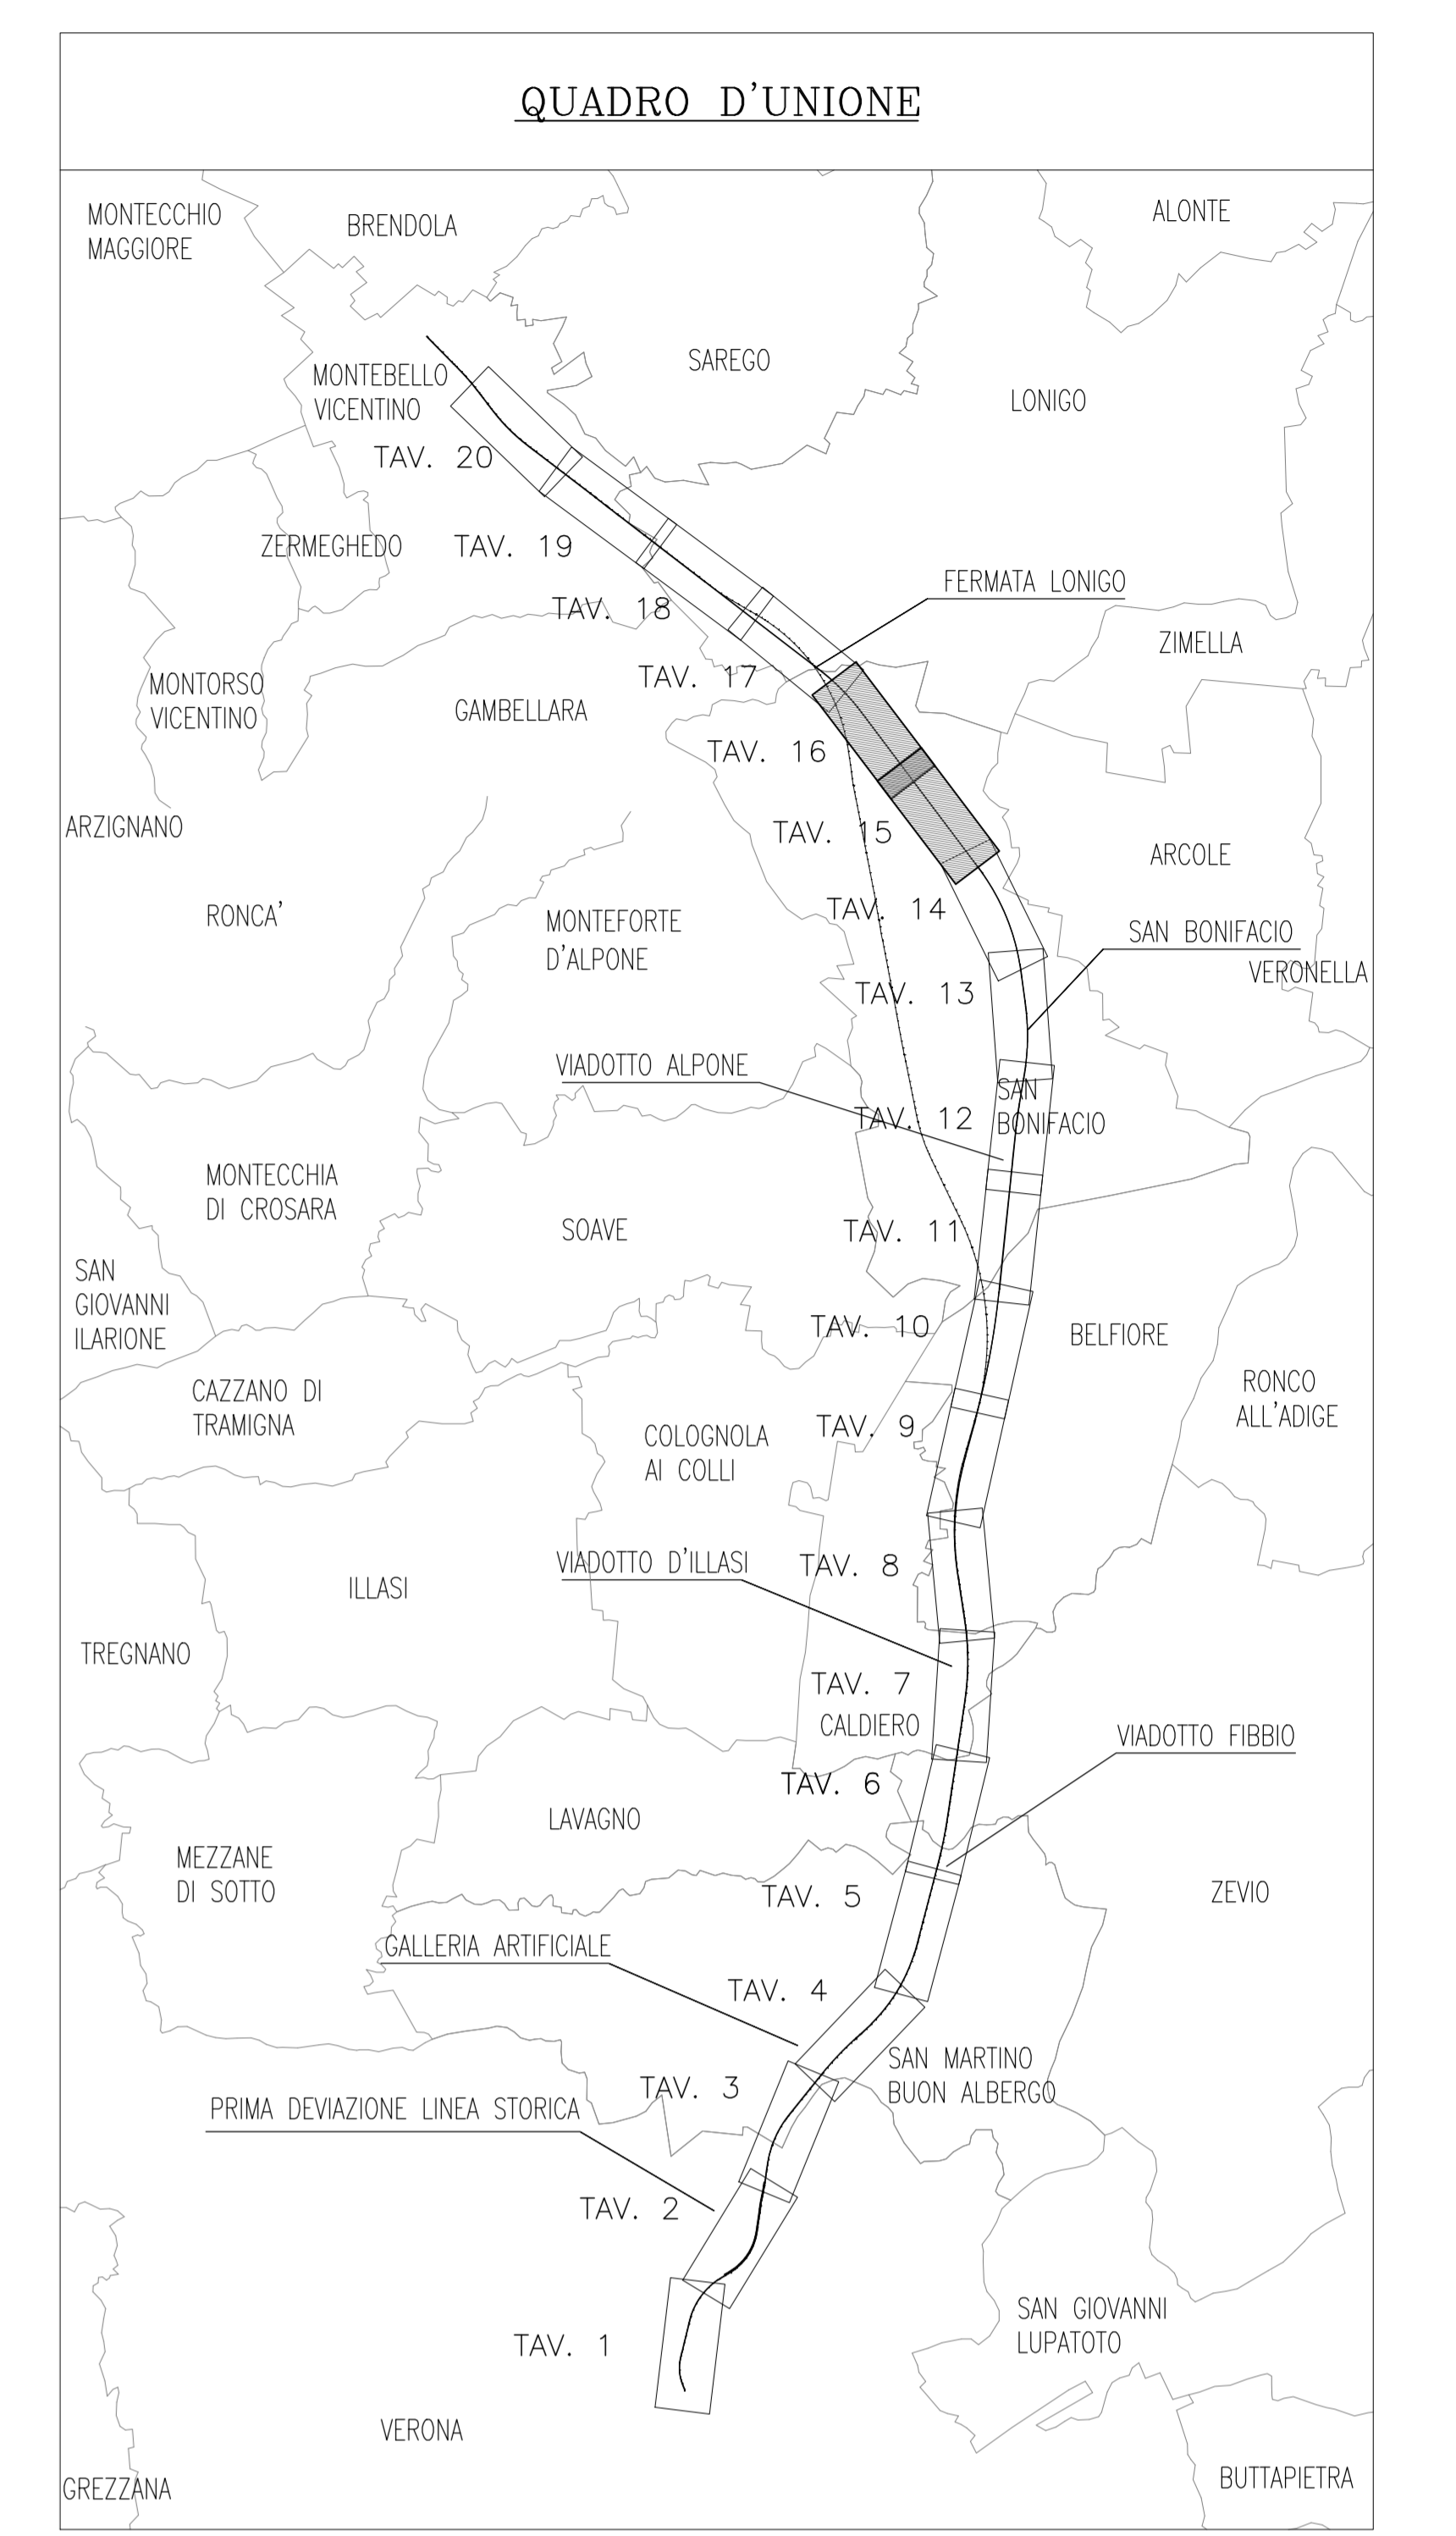 QUADRO D'UNIONE
MONTECCHIO
MAGGIORE
BRENDOLA
ALONTE
SAREGO
MONTEBELLO
VICENTINO
LONIGO
TAV. 20
ZERMEGHEDO
TAV. 19
FERMATA LONIGO
TAV. 18
ZIMELLA
TAV. 17
MONTORSO
VICENTINO
GAMBELLARA
TAV. 16
ARZIGNANO
TAV. 15
ARCOLE
RONCA'
MONTEFORTE
D'ALPONE
TAV. 14
SAN BONIFACIO
VERONELLA
TAV. 13
VIADOTTO ALPONE
SAN
BONIFACIO
TAV. 12
MONTECCHIA
DI CROSARA
SOAVE
TAV. 11
SAN
GIOVANNI
ILARIONE
TAV. 10
BELFIORE
CAZZANO DI
TRAMIGNA
RONCO
ALL'ADIGE
COLOGNOLA
AI COLLI
TAV. 9
VIADOTTO D'ILLASI
TAV. 8
ILLASI
TREGNANO
TAV. 7
CALDIERO
VIADOTTO FIBBIO
TAV. 6
LAVAGNO
MEZZANE
DI SOTTO
TAV. 5
ZEVIO
GALLERIA ARTIFICIALE
TAV. 4
SAN MARTINO
BUON ALBERGO
TAV. 3
PRIMA DEVIAZIONE LINEA STORICA
TAV. 2
SAN GIOVANNI
LUPATOTO
TAV. 1
VERONA
GREZZANA
BUTTAPIETRA